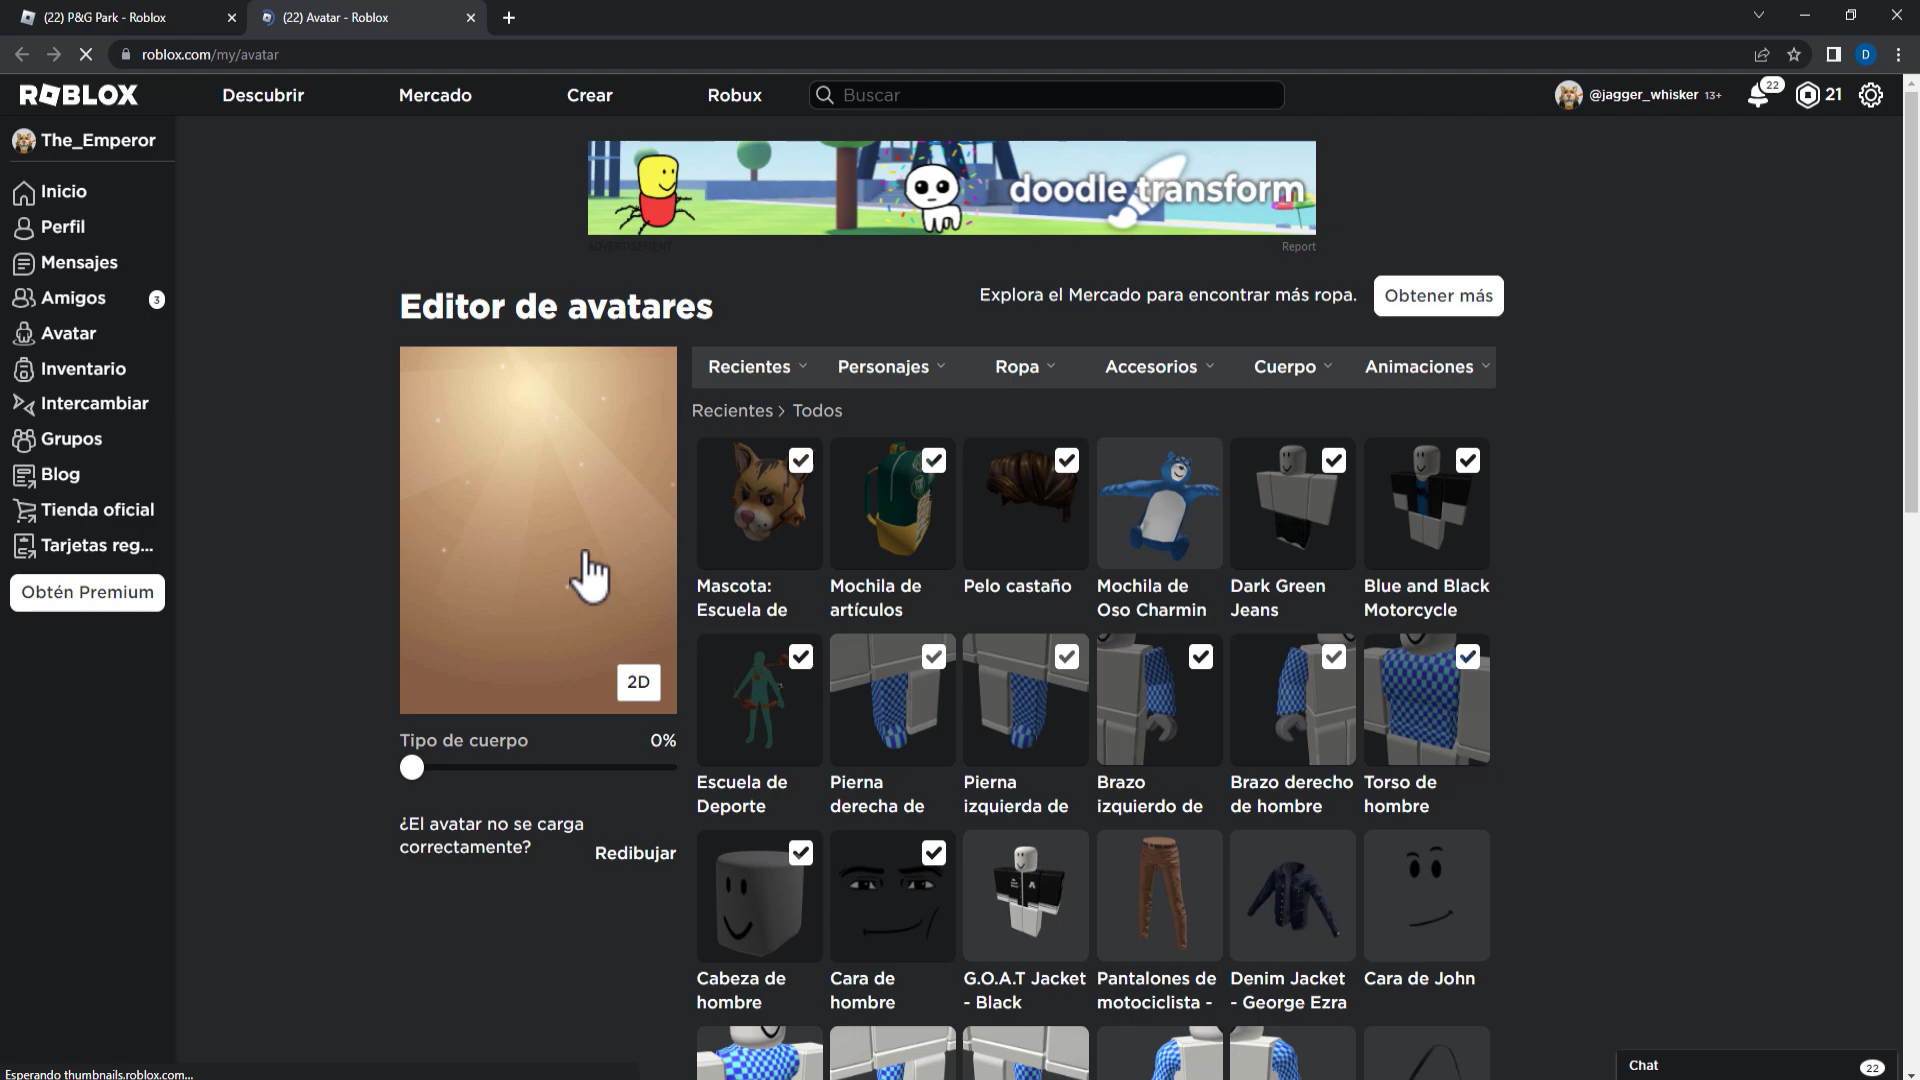 (22) P&G Park - Roblox
(22) Avatar - Roblox
roblox.com/my/avatar
D
ROBLOX
Descubrir
Mercado
Crear
Robux
Buscar
@jagger_whisker 13+
22
21
The_Emperor
Inicio
Perfil
Mensajes
Amigos
3
Avatar
Inventario
Intercambiar
Grupos
Blog
Tienda oficial
Tarjetas reg...
Obtén Premium
doodle transform
ADVERTISEMENT
Report
Editor de avatares
Explora el Mercado para encontrar más ropa.
Obtener más
2D
Tipo de cuerpo
0%
¿El avatar no se carga
correctamente?
Redibujar
Recientes
Personajes
Ropa
Accesorios
Cuerpo
Animaciones
Recientes > Todos
Mascota:
Escuela de
Mochila de
artículos
Pelo castaño
Mochila de
Oso Charmin
Dark Green
Jeans
Blue and Black
Motorcycle
Escuela de
Deporte
Pierna
derecha de
Pierna
izquierda de
Brazo
izquierdo de
Brazo derecho
de hombre
Torso de
hombre
Cabeza de
hombre
Cara de
hombre
G.O.A.T Jacket
- Black
Pantalones de
motociclista -
Denim Jacket
- George Ezra
Cara de John
Chat
22
Esperando thumbnails.roblox.com...